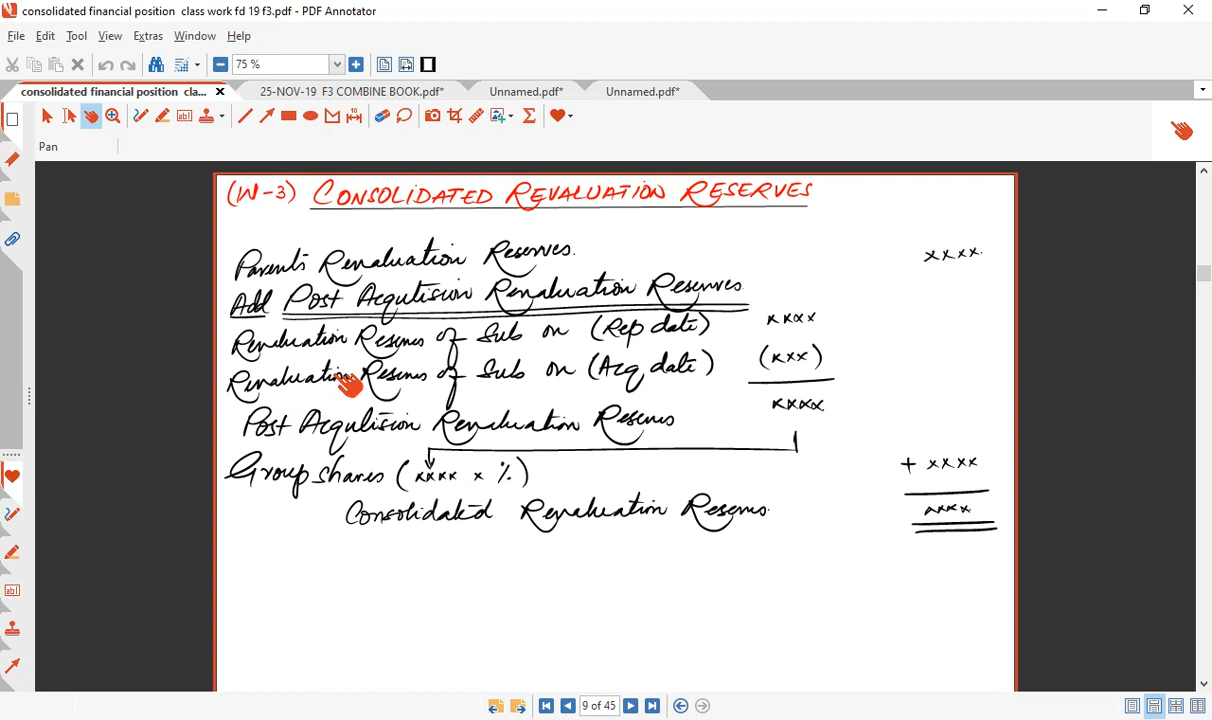 consolidated financial position class work fd 19 f3.pdf - PDF Annotator
File Edit Tool View Extras Window Help
75 %
consolidated financial position cla...
25-NOV-19 F3 COMBINE BOOK.pdf*
Unnamed.pdf*
Unnamed.pdf*
Pan
(W-3) CONSOLIDATED REVALUATION RESERVES
Parent's Revaluation Reserves. xxxx.
Add Post Acqutision Revaluation Reserves
Revaluation Reserves of Sub on (Rep date) xxxx
Revaluation Reserves of Sub on (Acq date) (xxx)
xxxx
Post Acqutision Revaluation Reserves
Group shares (xxxx x %) + xxxx
Consolidated Revaluation Reserves. xxxx
9 of 45